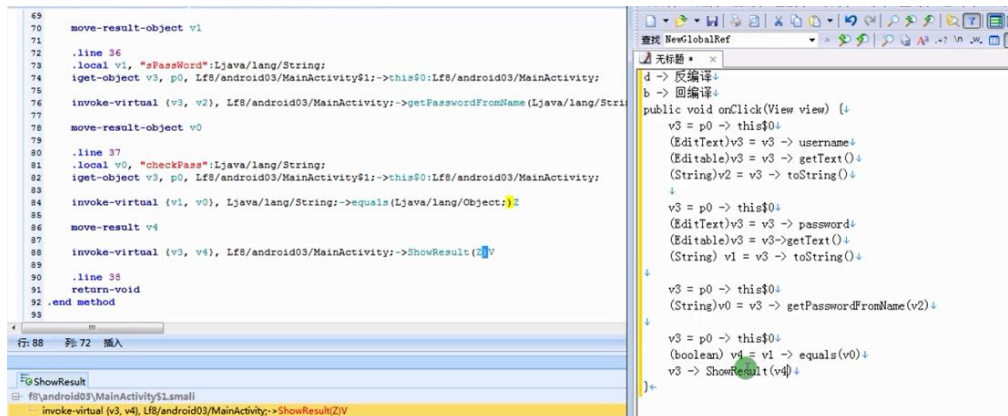 69
70 move-result-object v1
71
72 .line 36
73 .local v1, "sPassWord":Ljava/lang/String;
74 iget-object v3, p0, Lf8/android03/MainActivity$1;->this$0:Lf8/android03/MainActivity;
75
76 invoke-virtual {v3, v2}, Lf8/android03/MainActivity;->getPasswordFromName(Ljava/lang/Stri
77
78 move-result-object v0
79
80 .line 37
81 .local v0, "checkPass":Ljava/lang/String;
82 iget-object v3, p0, Lf8/android03/MainActivity$1;->this$0:Lf8/android03/MainActivity;
83
84 invoke-virtual {v1, v0}, Ljava/lang/String;->equals(Ljava/lang/Object;)Z
85
86 move-result v4
87
88 invoke-virtual {v3, v4}, Lf8/android03/MainActivity;->ShowResult(Z)V
89
90 .line 38
91 return-void
92 .end method
93
行: 88 列: 72 插入
ShowResult
f8\android03\MainActivity$1.smali
invoke-virtual {v3, v4}, Lf8/android03/MainActivity;->ShowResult(Z)V
查找 NewGlobalRef
无标题 *
d -> 反编译
b -> 回编译
public void onClick(View view) {
v3 = p0 -> this$0
(EditText)v3 = v3 -> username
(Editable)v3 = v3 -> getText()
(String)v2 = v3 -> toString()
v3 = p0 -> this$0
(EditText)v3 = v3 -> password
(Editable)v3 = v3->getText()
(String) v1 = v3 -> toString()
v3 = p0 -> this$0
(String)v0 = v3 -> getPasswordFromName(v2)
v3 = p0 -> this$0
(boolean) v4 = v1 -> equals(v0)
v3 -> ShowResult(v4)
}